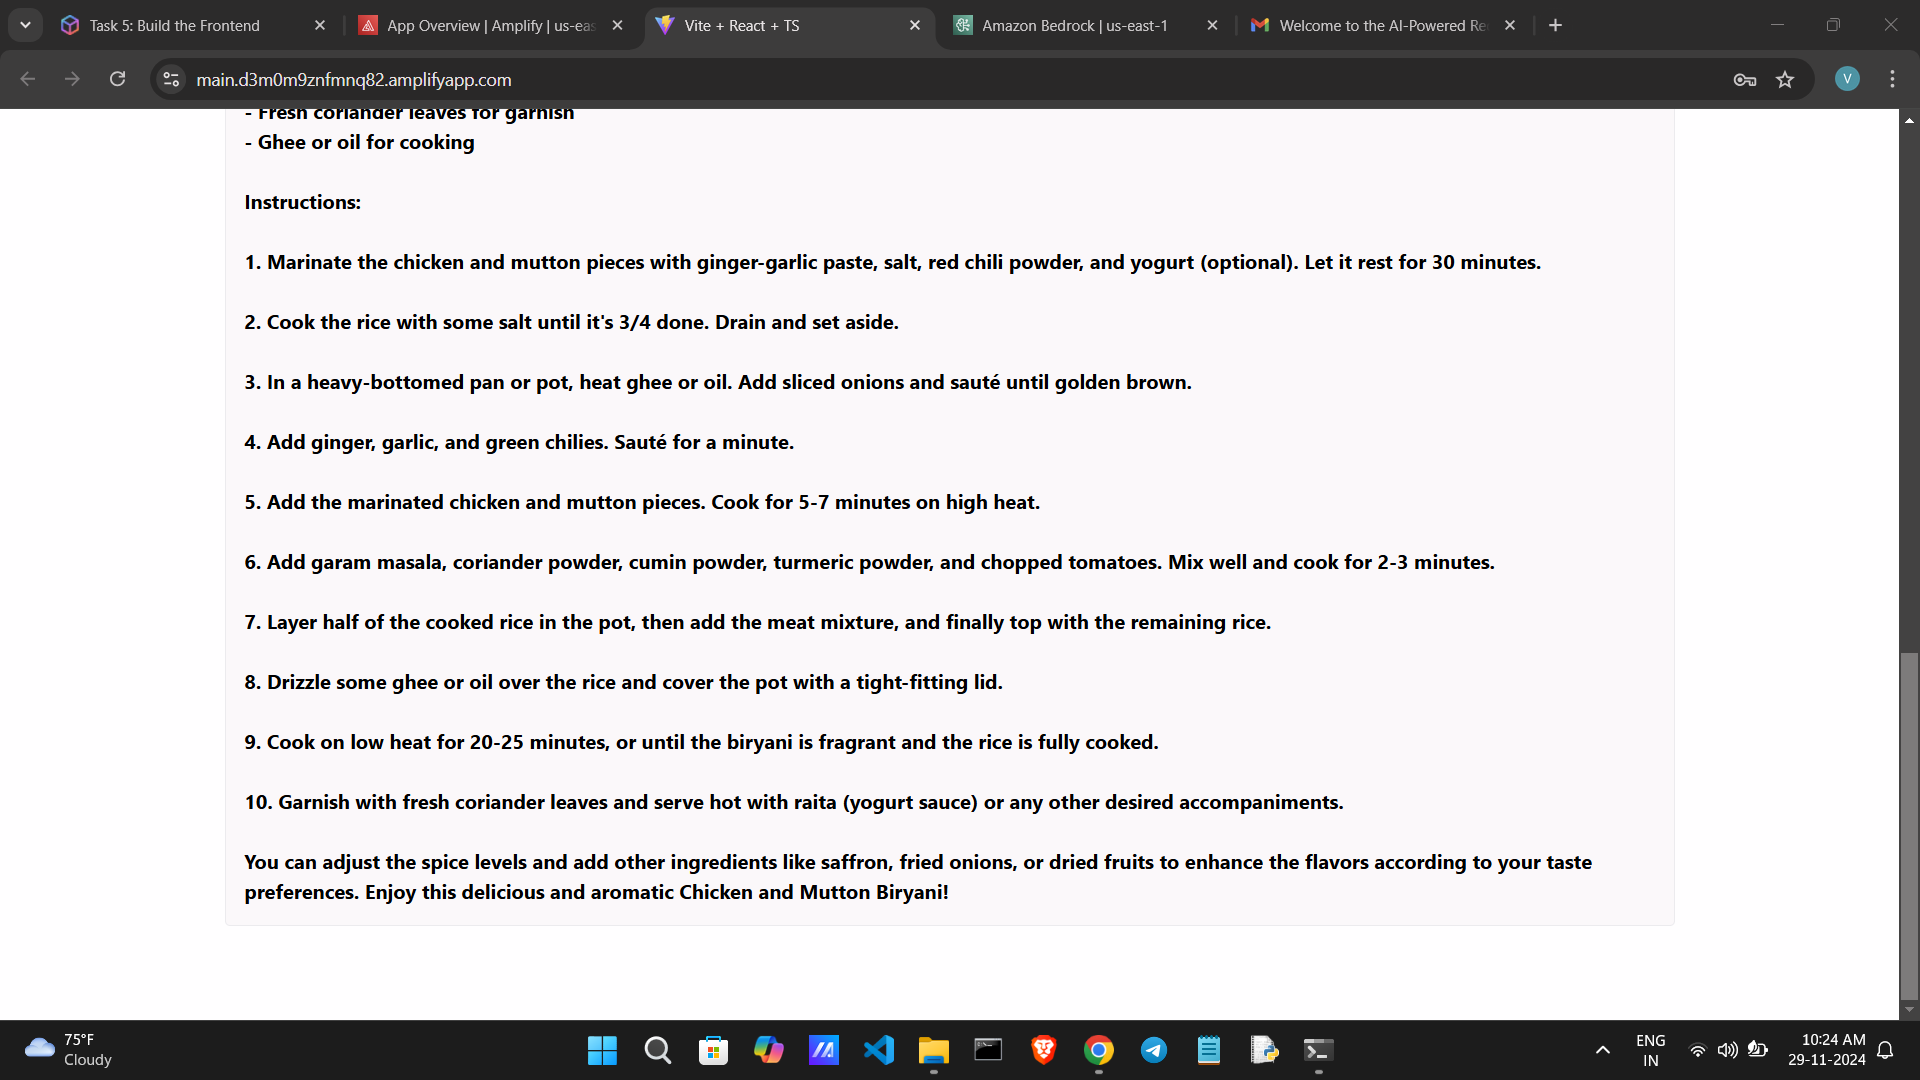 Task 5: Build the Frontend
App Overview | Amplify | us-eas
Vite + React + TS
Amazon Bedrock | us-east-1
Welcome to the AI-Powered Re
main.d3m0m9znfmnq82.amplifyapp.com
V
- Fresh coriander leaves for garnish
- Ghee or oil for cooking
Instructions:
1. Marinate the chicken and mutton pieces with ginger-garlic paste, salt, red chili powder, and yogurt (optional). Let it rest for 30 minutes.
2. Cook the rice with some salt until it's 3/4 done. Drain and set aside.
3. In a heavy-bottomed pan or pot, heat ghee or oil. Add sliced onions and sauté until golden brown.
4. Add ginger, garlic, and green chilies. Sauté for a minute.
5. Add the marinated chicken and mutton pieces. Cook for 5-7 minutes on high heat.
6. Add garam masala, coriander powder, cumin powder, turmeric powder, and chopped tomatoes. Mix well and cook for 2-3 minutes.
7. Layer half of the cooked rice in the pot, then add the meat mixture, and finally top with the remaining rice.
8. Drizzle some ghee or oil over the rice and cover the pot with a tight-fitting lid.
9. Cook on low heat for 20-25 minutes, or until the biryani is fragrant and the rice is fully cooked.
10. Garnish with fresh coriander leaves and serve hot with raita (yogurt sauce) or any other desired accompaniments.
You can adjust the spice levels and add other ingredients like saffron, fried onions, or dried fruits to enhance the flavors according to your taste
preferences. Enjoy this delicious and aromatic Chicken and Mutton Biryani!
75°F
Cloudy
ENG
IN
10:24 AM
29-11-2024